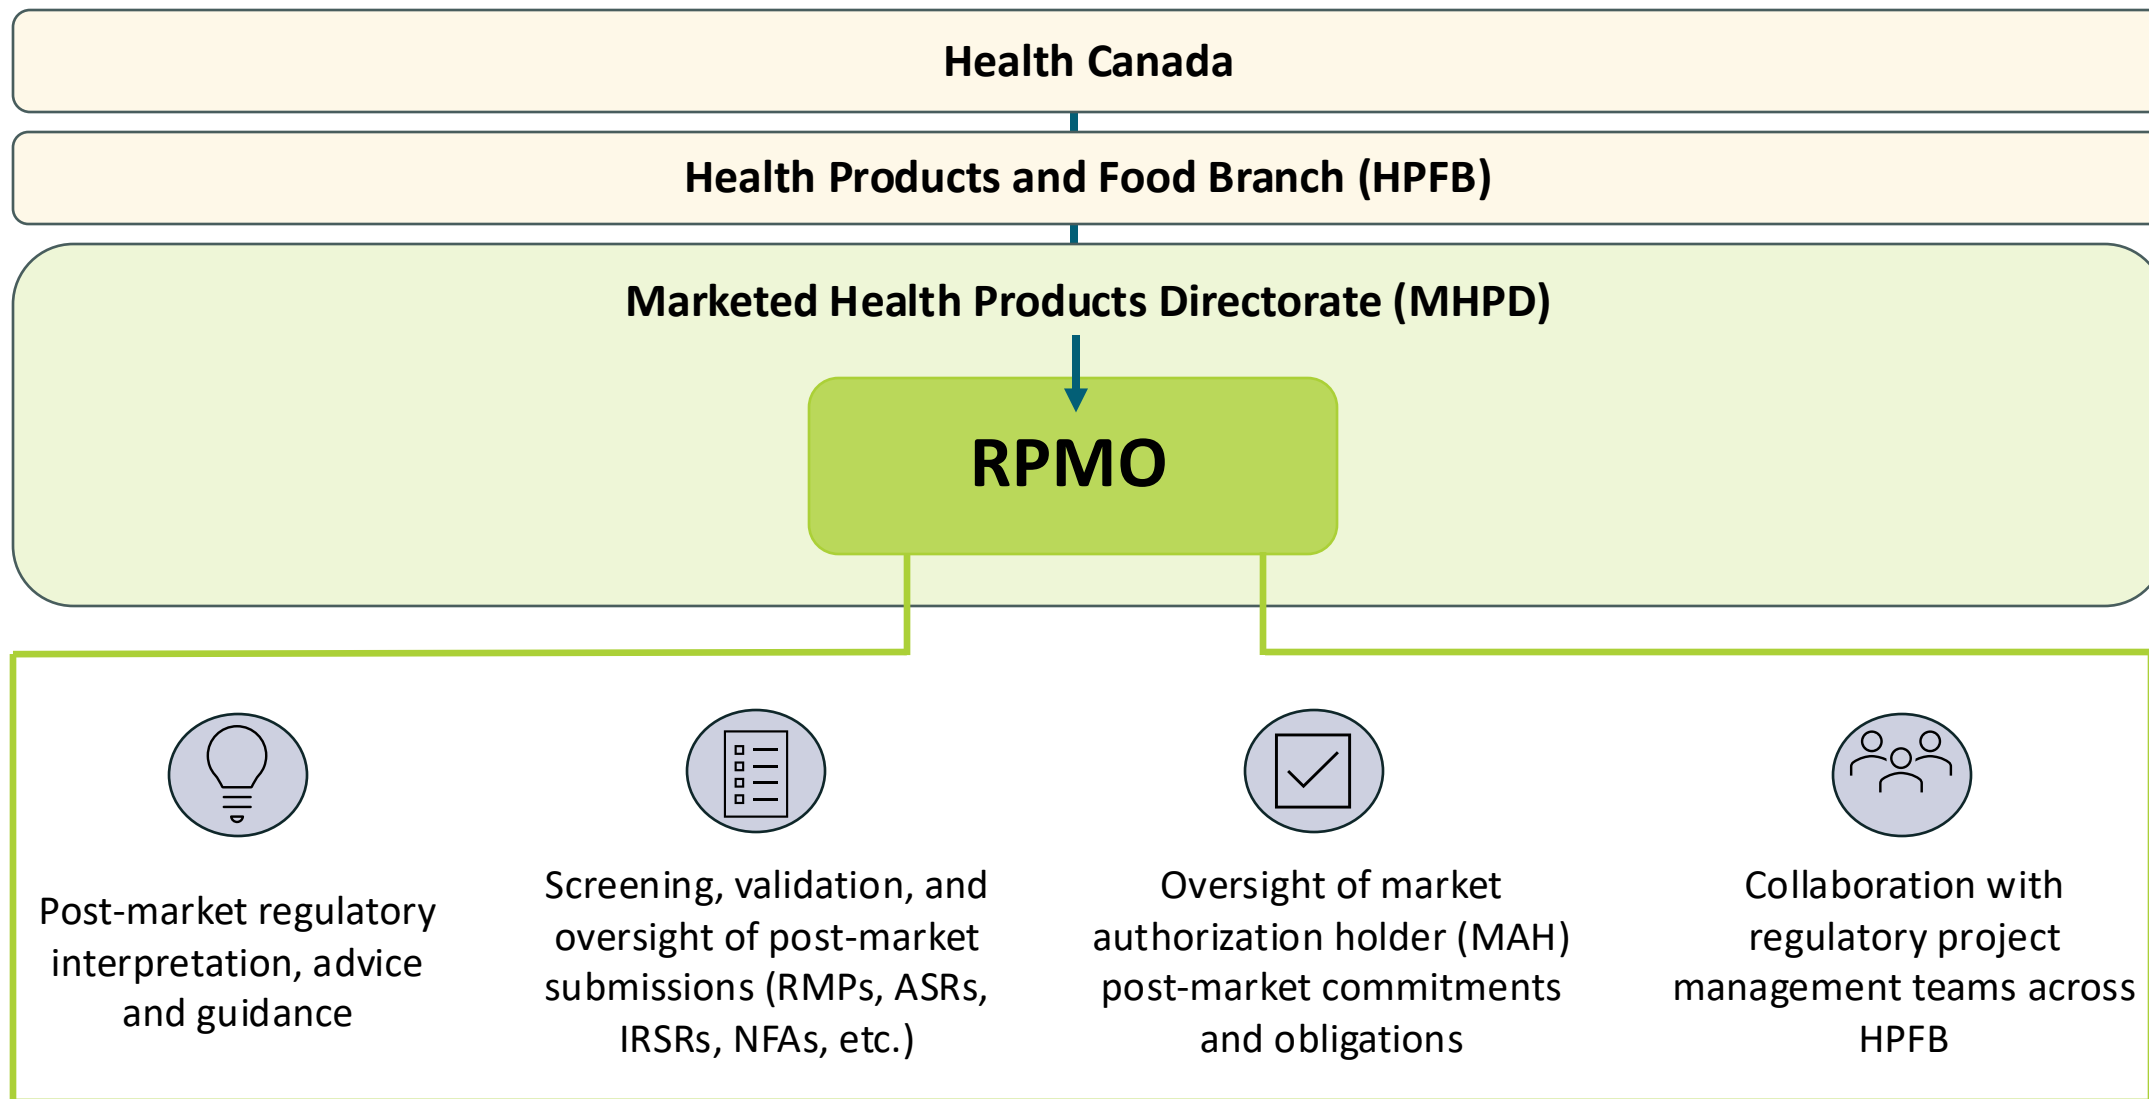 Health Canada
Health Products and Food Branch (HPFB)
Marketed Health Products Directorate (MHPD)
RPMO
Post-market regulatory
interpretation, advice
and guidance
Screening, validation, and
oversight of post-market
submissions (RMPs, ASRs,
IRSRs, NFAs, etc.)
Oversight of market
authorization holder (MAH)
post-market commitments
and obligations
Collaboration with
regulatory project
management teams across
HPFB